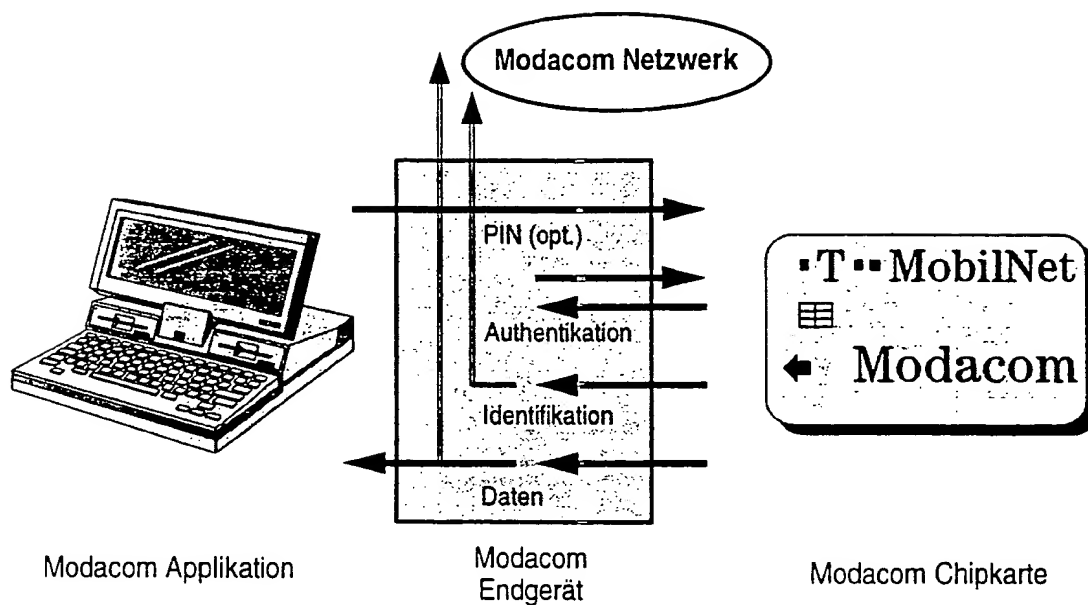 Modacom Netzwerk
PIN (opt.)
Authentikation
Identifikation
Daten
T MobilNet
Modacom
Modacom Applikation
Modacom
Endgerät
Modacom Chipkarte